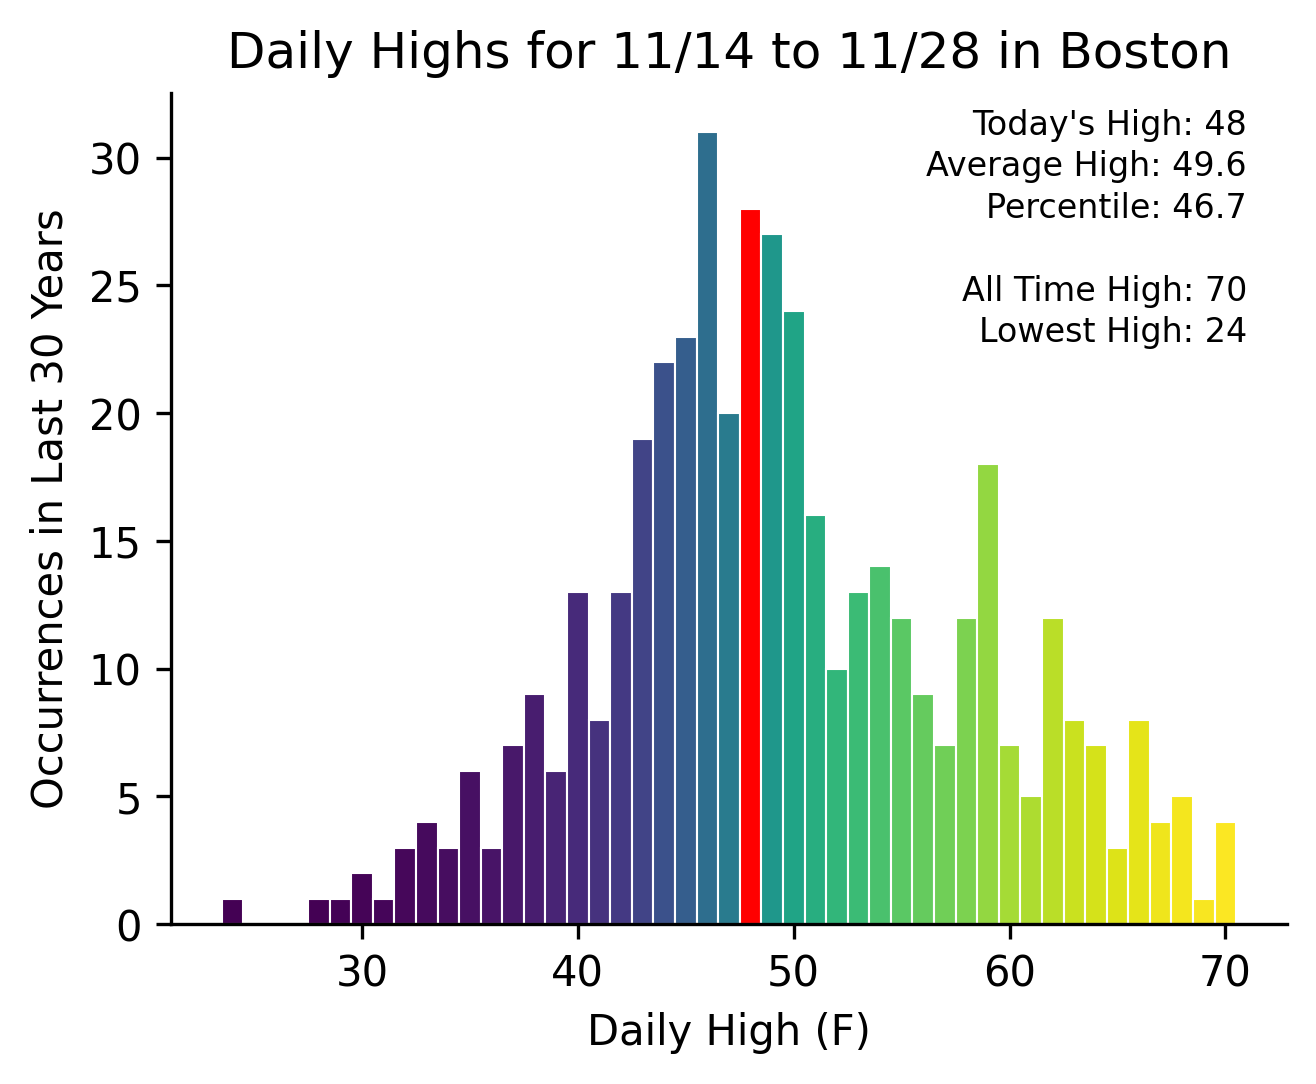 Daily Highs for 11/14 to 11/28 in Boston
Today's High: 48
Average High: 49.6
Percentile: 46.7
All Time High: 70
Lowest High: 24
Occurrences in Last 30 Years
30
25
20
15
10
5
0
30 40 50 60 70
Daily High (F)